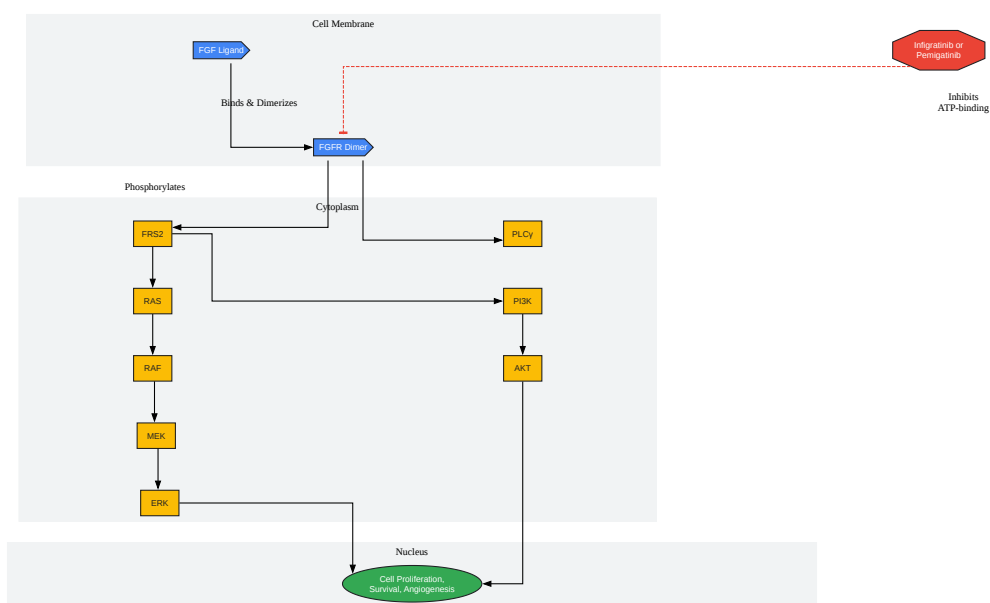 Cell Membrane
FGF Ligand
Infigratinib or
Pemigatinib
Inhibits
ATP-binding
Binds & Dimerizes
FGFR Dimer
Phosphorylates
Cytoplasm
FRS2
PLCγ
RAS
PI3K
RAF
AKT
MEK
ERK
Nucleus
Cell Proliferation,
Survival, Angiogenesis